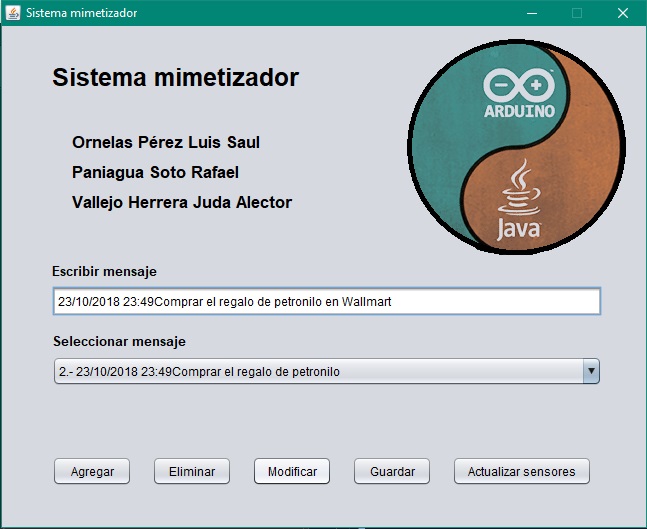 Sistema mimetizador
Sistema mimetizador
ARDUINO
Ornelas Pérez Luis Saul
Paniagua Soto Rafael
Vallejo Herrera Juda Alector
Java
Escribir mensaje
23/10/2018 23:49Comprar el regalo de petronilo en Wallmart
Seleccionar mensaje
2.- 23/10/2018 23:49Comprar el regalo de petronilo
Agregar Eliminar Modificar Guardar Actualizar sensores